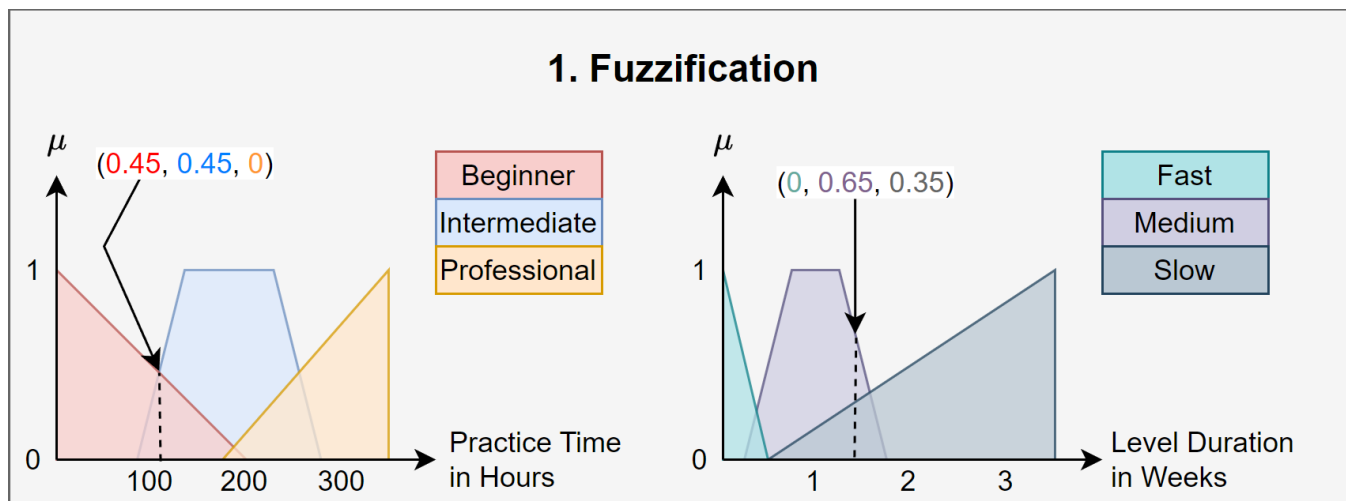 1. Fuzzification
μ
(0.45, 0.45, 0)
Beginner
Intermediate
Professional
1
0
100
200
300
Practice Time
in Hours
μ
(0, 0.65, 0.35)
Fast
Medium
Slow
1
0
1
2
3
Level Duration
in Weeks